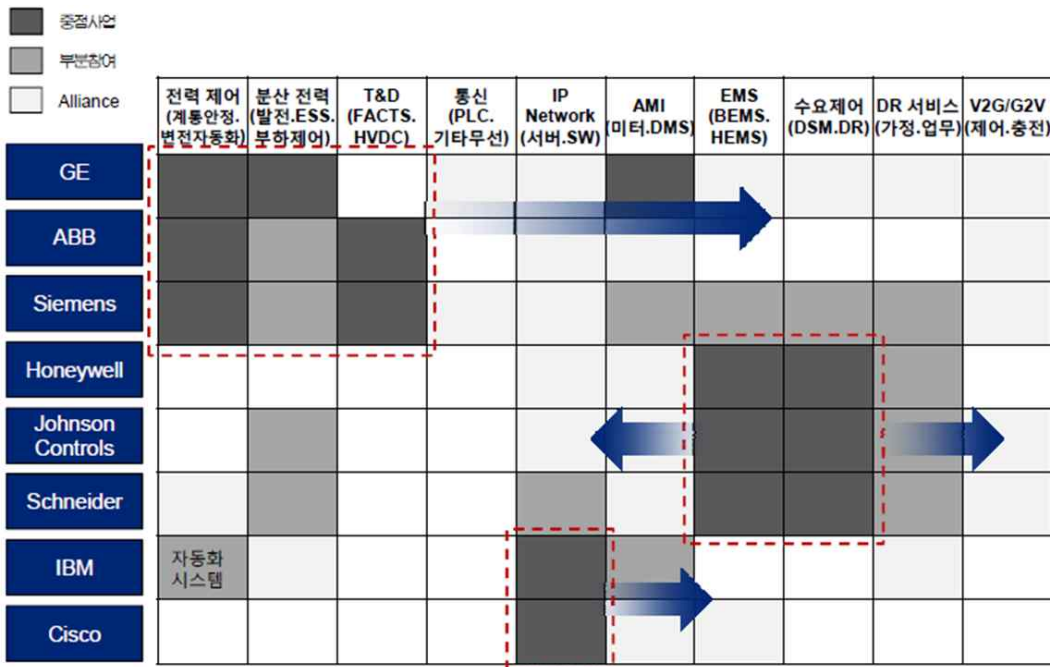 중점사업
부분참여
Alliance
전력 제어
(계통안정.
변전자동화)
분산 전력
(발전.ESS.
부하제어)
T&D
(FACTS.
HVDC)
통신
(PLC.
기타무선)
IP
Network
(서버.SW)
AMI
(미터.DMS)
EMS
(BEMS.
HEMS)
수요제어
(DSM.DR)
DR 서비스
(가정.업무)
V2G/G2V
(제어.충전)
GE
ABB
Siemens
Honeywell
Johnson
Controls
Schneider
IBM
자동화
시스템
Cisco